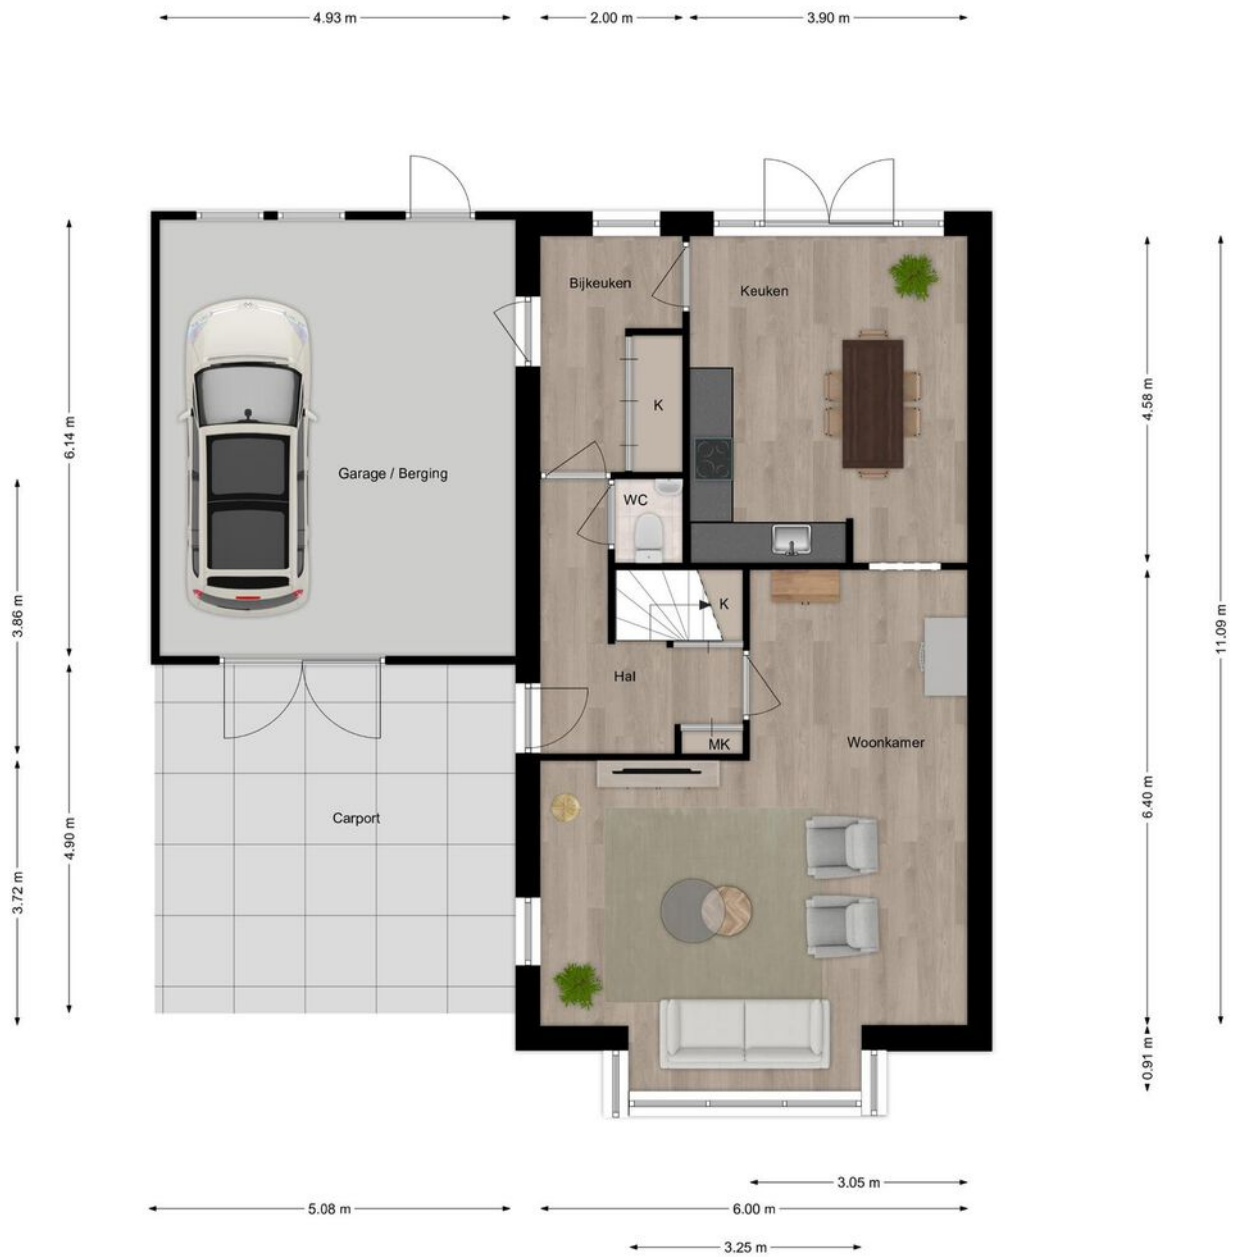 4.93 m
2.00 m
3.90 m
Bijkeuken
Keuken
4.58 m
6.14 m
K
Garage / Berging
WC
3.86 m
K
11.09 m
Hal
MK
Woonkamer
6.40 m
Carport
4.90 m
3.72 m
0.91 m
3.05 m
5.08 m
6.00 m
3.25 m